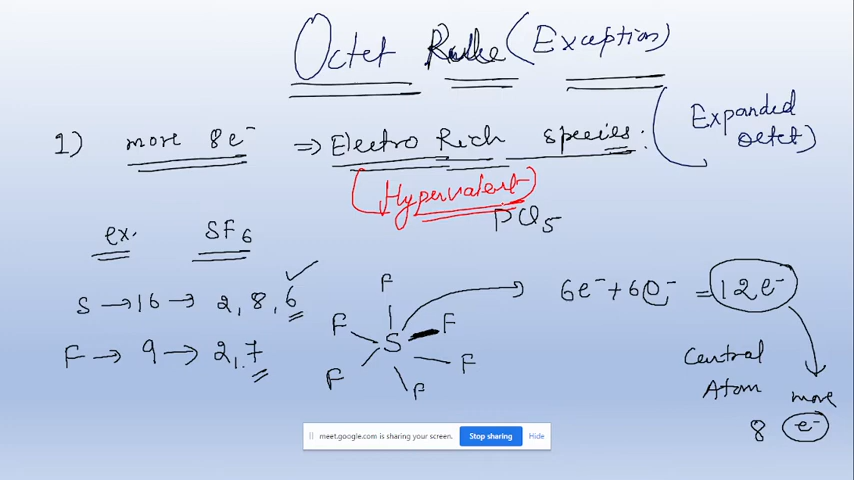 Octet Rule (Exception)
1) more 8e⁻ ⇒ Electro Rich species. (Expanded Octet)
(Hypervalent)
PCl5
ex. SF6
S → 16 → 2, 8, 6
F → 9 → 2, 7
F
F F
S
F F
F
6e⁻ + 6e⁻ = 12e⁻
Central
Atom more
8 e⁻
meet.google.com is sharing your screen. Stop sharing Hide